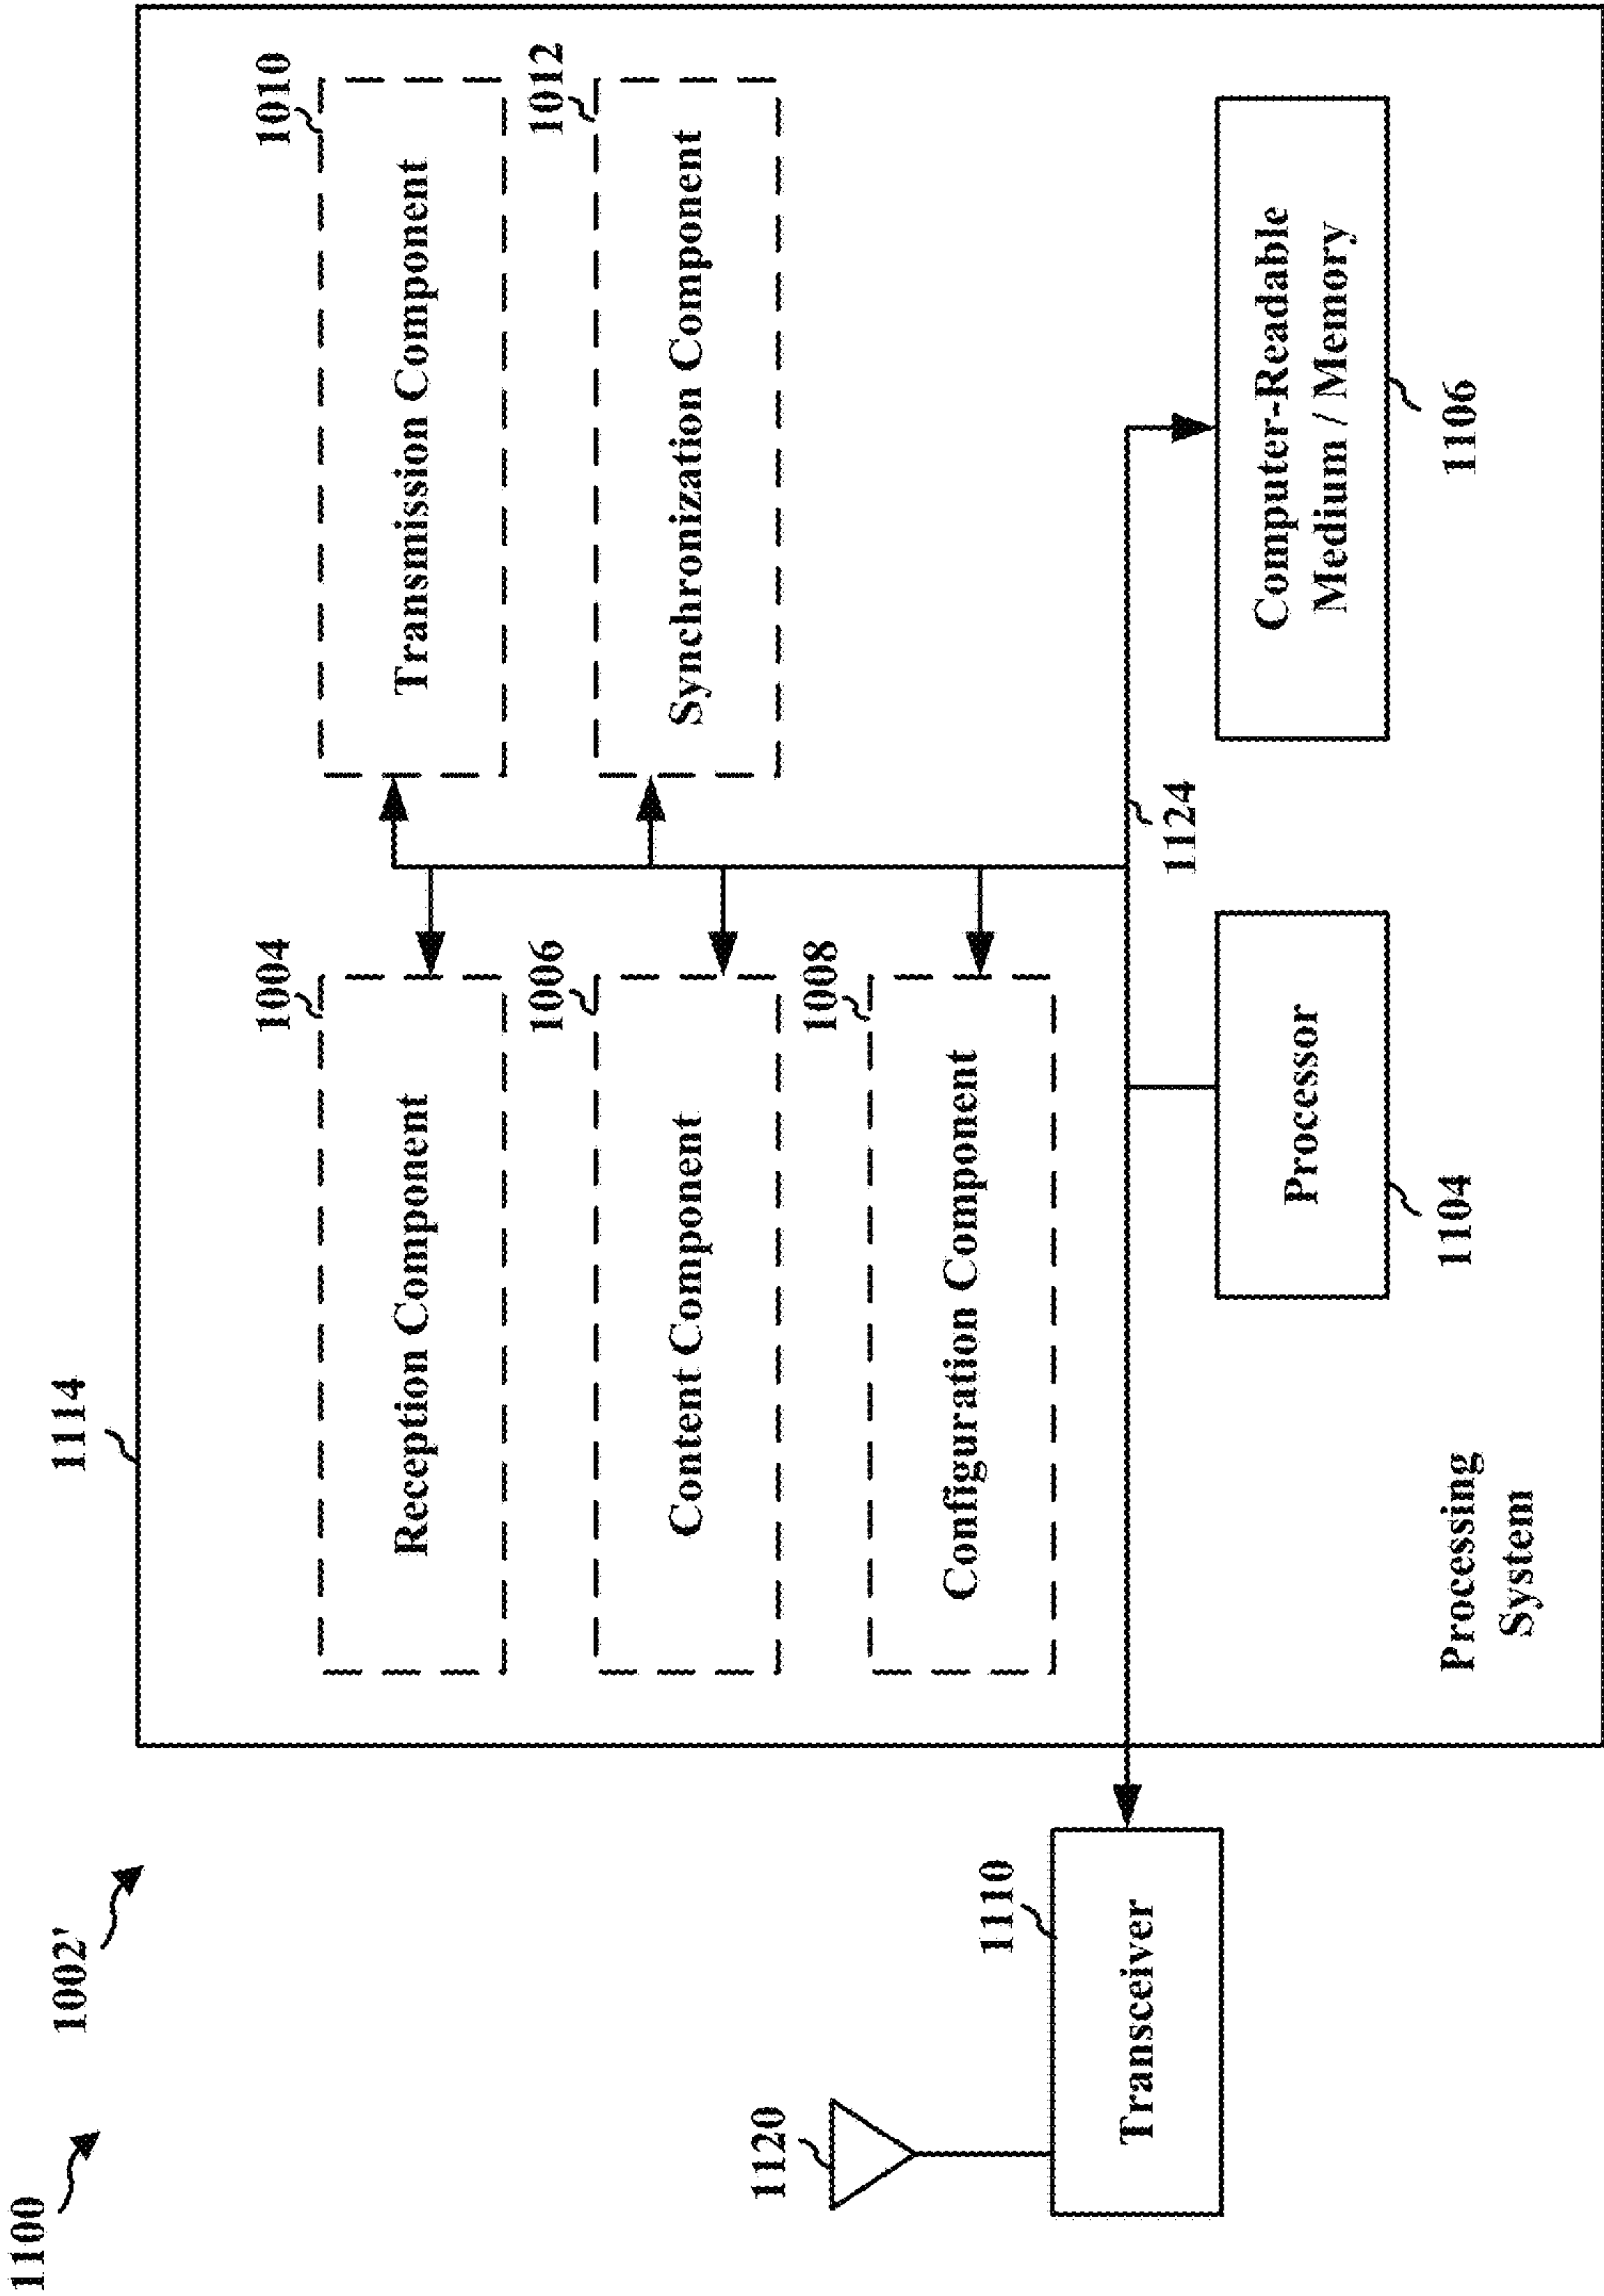 1100
1002'
1114
1004
Reception Component
1010
Transmission Component
1006
Content Component
1012
Synchronization Component
1008
Configuration Component
1120
1110
Transceiver
1124
Processor
1104
Computer-Readable
Medium / Memory
1106
Processing
System